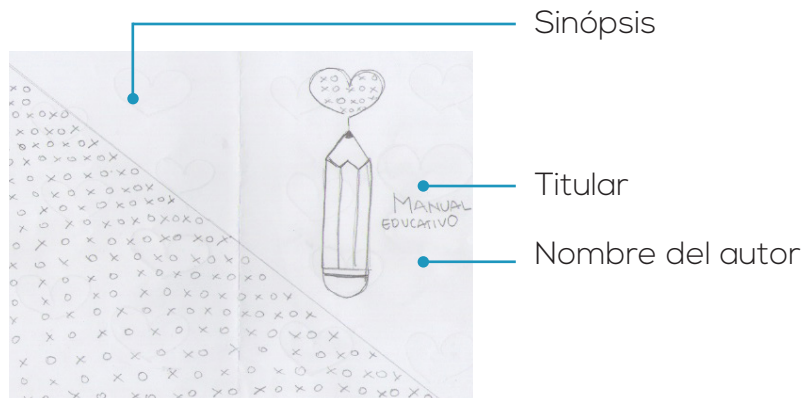 Sinópsis
Titular
MANUAL
EDUCATIVO
Nombre del autor